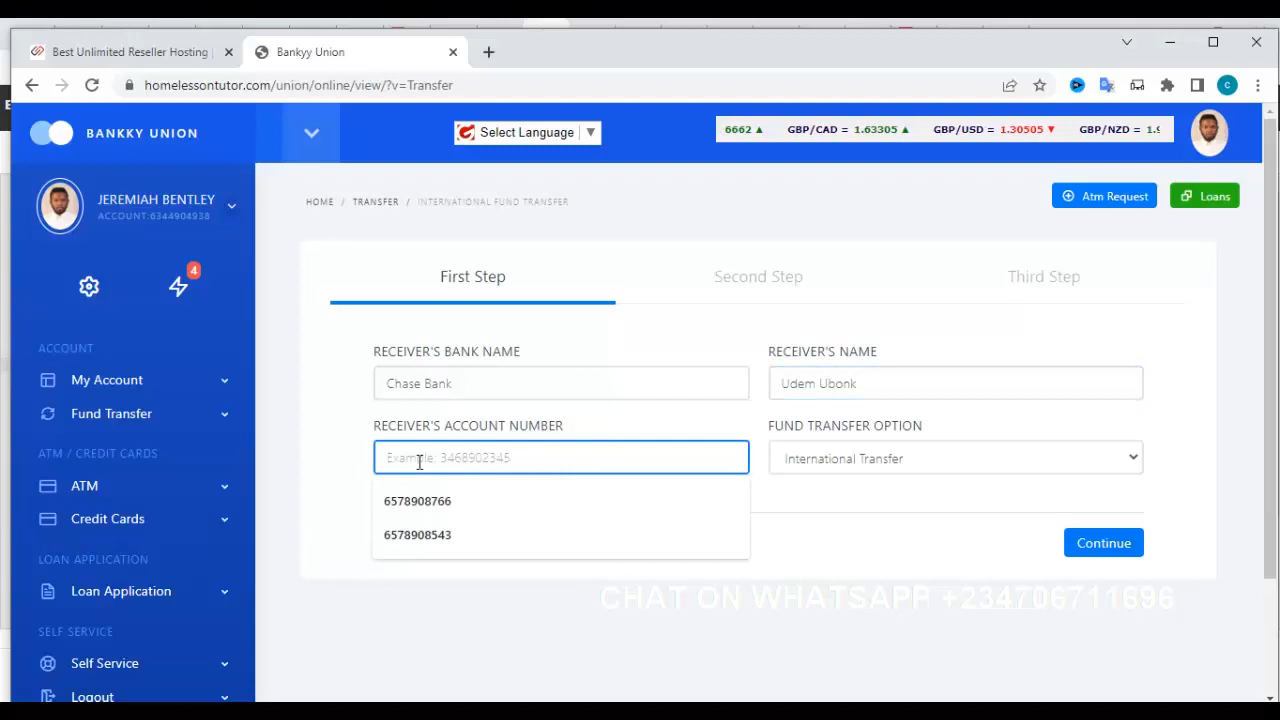 Best Unlimited Reseller Hosting
Bankyy Union
homelessontutor.com/union/online/view/?v=Transfer
BANKKY UNION
Select Language
6662 ▲ GBP/CAD = 1.63305 ▲ GBP/USD = 1.30505 ▼ GBP/NZD = 1.9
JEREMIAH BENTLEY
ACCOUNT:6344904938
HOME / TRANSFER / INTERNATIONAL FUND TRANSFER
Atm Request
Loans
4
First Step
Second Step
Third Step
ACCOUNT
My Account
Fund Transfer
ATM / CREDIT CARDS
ATM
Credit Cards
LOAN APPLICATION
Loan Application
SELF SERVICE
Self Service
Logout
RECEIVER'S BANK NAME
Chase Bank
RECEIVER'S NAME
Udem Ubonk
RECEIVER'S ACCOUNT NUMBER
Example: 3468902345
6578908766
6578908543
FUND TRANSFER OPTION
International Transfer
Continue
CHAT ON WHATSAPP +234706711696